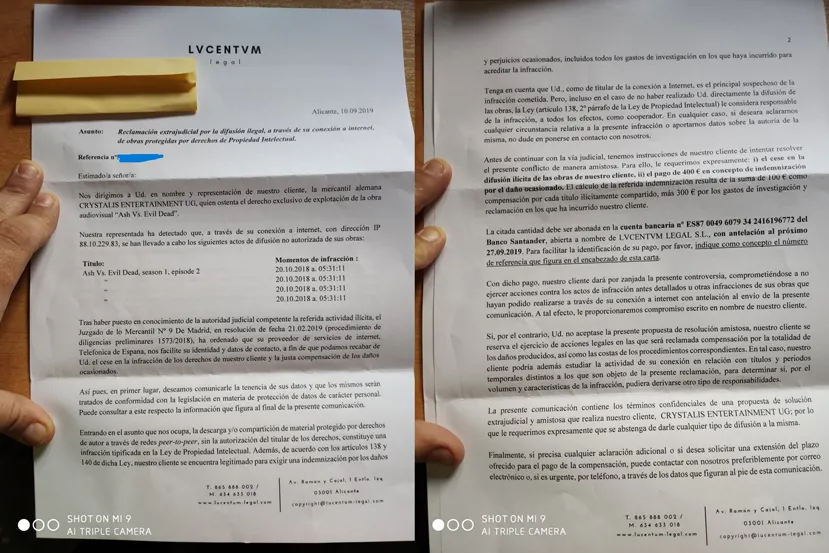 LVCENTVM
legal
Alicante, 10.09.2019
Asunto: Reclamación extrajudicial por la difusión ilegal, a través de su conexión a internet,
de obras protegidas por derechos de Propiedad Intelectual.
Referencia nº
Estimado/a señor/a:
Nos dirigimos a Ud. en nombre y representación de nuestro cliente, la mercantil alemana
CRYSTALIS ENTERTAINMENT UG, quien ostenta el derecho exclusivo de explotación de la obra
audiovisual “Ash Vs. Evil Dead”.
Nuestra representada ha detectado que, a través de su conexión a internet, con dirección IP
88.10.229.83, se han llevado a cabo los siguientes actos de difusión no autorizada de sus obras:
Título: Momentos de infracción :
Ash Vs. Evil Dead, season 1, episode 2 20.10.2018 a. 05:31:11
“ 20.10.2018 a. 05:31:11
“ 20.10.2018 a. 05:31:11
“ 20.10.2018 a. 05:31:11
Tras haber puesto en conocimiento de la autoridad judicial competente la referida actividad ilícita, el
Juzgado de lo Mercantil Nº 9 De Madrid, en resolución de fecha 21.02.2019 (procedimiento de
diligencias preliminares 1573/2018), ha ordenado que su proveedor de servicios de internet,
Telefonica de Espana, nos facilite su identidad y datos de contacto, a fin de que podamos recabar de
Ud. el cese en la infracción de los derechos de nuestro cliente y la justa compensación de los daños
ocasionados.
Así pues, en primer lugar, deseamos comunicarle la tenencia de sus datos y que los mismos serán
tratados de conformidad con la legislación en materia de protección de datos de carácter personal.
Puede consultar a este respecto la información que figura al final de la presente comunicación.
Entrando en el asunto que nos ocupa, la descarga y/o compartición de material protegido por derechos
de autor a través de redes peer-to-peer, sin la autorización del titular de los derechos, constituye una
infracción tipificada en la Ley de Propiedad Intelectual. Además, de acuerdo con los artículos 138 y
140 de dicha Ley, nuestro cliente se encuentra legitimado para exigir una indemnización por los daños
T. 865 888 002 /
M. 634 633 018
www.lucentum-legal.com
Av. Ramon y Cajal, 1 Entlo. Izq
03001 Alicante
copyright@lucentum.legal
SHOT ON MI 9
AI TRIPLE CAMERA
2
y perjuicios ocasionados, incluidos todos los gastos de investigación en los que haya incurrido para
acreditar la infracción.
Tenga en cuenta que Ud., como de titular de la conexión a Internet, es el principal sospechoso de la
infracción cometida. Pero, incluso en el caso de no haber realizado Ud. directamente la difusión de
las obras, la Ley (artículo 138, 2º párrafo de la Ley de Propiedad Intelectual) le considera responsable
de la infracción, a todos los efectos, como cooperador. En cualquier caso, si deseara aclararnos
cualquier circunstancia relativa a la presente infracción o aportarnos datos sobre la autoría de la
misma, no dude en ponerse en contacto con nosotros.
Antes de continuar con la vía judicial, tenemos instrucciones de nuestro cliente de intentar resolver
el presente conflicto de manera amistosa. Para ello, le requerimos expresamente: i) el cese en la
difusión ilícita de las obras de nuestro cliente, ii) el pago de 400 € en concepto de indemnización
por el daño ocasionado. El cálculo de la referida indemnización resulta de la suma de 100 € como
compensación por cada título ilícitamente compartido, más 300 € por los gastos de investigación y
reclamación en los que ha incurrido nuestro cliente.
La citada cantidad debe ser abonada en la cuenta bancaria nº ES87 0049 6079 34 2416196772 del
Banco Santander, abierta a nombre de LVCENTVM LEGAL S.L., con antelación al próximo
27.09.2019. Para facilitar la identificación de su pago, por favor, indique como concepto el número
de referencia que figura en el encabezado de esta carta.
Con dicho pago, nuestro cliente dará por zanjada la presente controversia, comprometiéndose a no
ejercer acciones contra los actos de infracción antes detallados u otras infracciones de sus obras que
hayan podido realizarse a través de su conexión a internet con antelación al envío de la presente
comunicación. A tal efecto, le proporcionaremos compromiso escrito en nombre de nuestro cliente.
Si, por el contrario, Ud. no aceptase la presente propuesta de resolución amistosa, nuestro cliente se
reserva el ejercicio de acciones legales en las que será reclamada compensación por la totalidad de
los daños producidos, así como las costas de los procedimientos correspondientes. En tal caso, nuestro
cliente podría además estudiar la actividad de su conexión en relación con títulos y periodos
temporales distintos a los que son objeto de la presente reclamación, para determinar si, por el
volumen y características de la infracción, pudiera derivarse otro tipo de responsabilidades.
La presente comunicación contiene los términos confidenciales de una propuesta de solución
extrajudicial y amistosa que realiza nuestro cliente, CRYSTALIS ENTERTAINMENT UG; por lo
que le requerimos expresamente que se abstenga de darle cualquier tipo de difusión a la misma.
Finalmente, si precisa cualquier aclaración adicional o si desea solicitar una extensión del plazo
ofrecido para el pago de la compensación, puede contactar con nosotros preferiblemente por correo
electrónico o, si es urgente, por teléfono, a través de los datos que figuran al pie de esta comunicación.
T. 865 888 002 /
M. 634 633 018
www.lucentum-legal.com
Av. Ramon y Cajal, 1 Entlo. Izq
03001 Alicante
copyright@lucentum.legal
SHOT ON MI 9
AI TRIPLE CAMERA